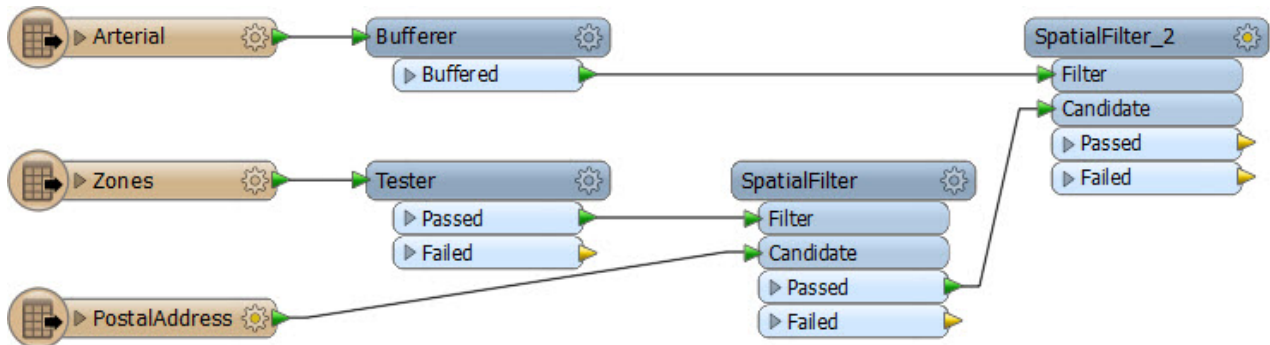 Arterial
Bufferer
Buffered
SpatialFilter_2
Filter
Candidate
Passed
Failed
Zones
Tester
Passed
Failed
SpatialFilter
Filter
Candidate
Passed
Failed
PostalAddress